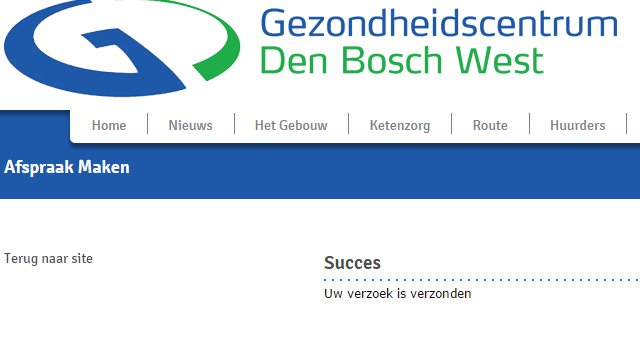 Gezondheidscentrum
Den Bosch West
Home Nieuws Het Gebouw Ketenzorg Route Huurders
Afspraak Maken
Terug naar site
Succes
Uw verzoek is verzonden